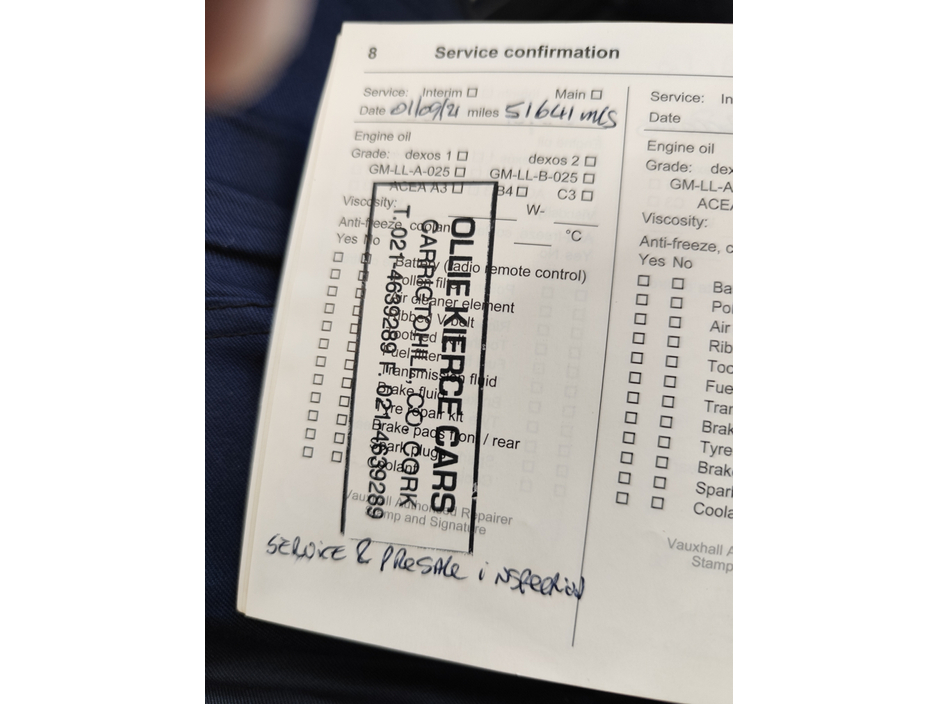 8 Service confirmation
Service: Interim Main
Date 01/09/21 miles 51641 mls
Engine oil
Grade: dexos 1 dexos 2
GM-LL-A-025 GM-LL-B-025
ACEA A3 B4 C3
Viscosity: W-
Anti-freeze, coolant °C
Yes No
Battery (radio remote control)
Pollen filter
Air cleaner element
Ribbed V-belt
Toothed belt
Fuel filter
Transmission fluid
Brake fluid
Tyre repair kit
Brake pads front / rear
Spark plugs
Coolant
Vauxhall Authorised Repairer
Stamp and Signature
OLLIE KIERCE CARS
CARRIGTOHILL, CO. CORK
T. 021-4639289 F. 021-4639289
SERVICE & PRESALE iNSPECTION
Service: In
Date
Engine oil
Grade: dex
GM-LL-A
ACEA
Viscosity:
Anti-freeze, c
Yes No
Ba
Po
Air
Rib
Too
Fue
Tran
Brak
Tyre
Brake
Spar
Coola
Vauxhall A
Stamp